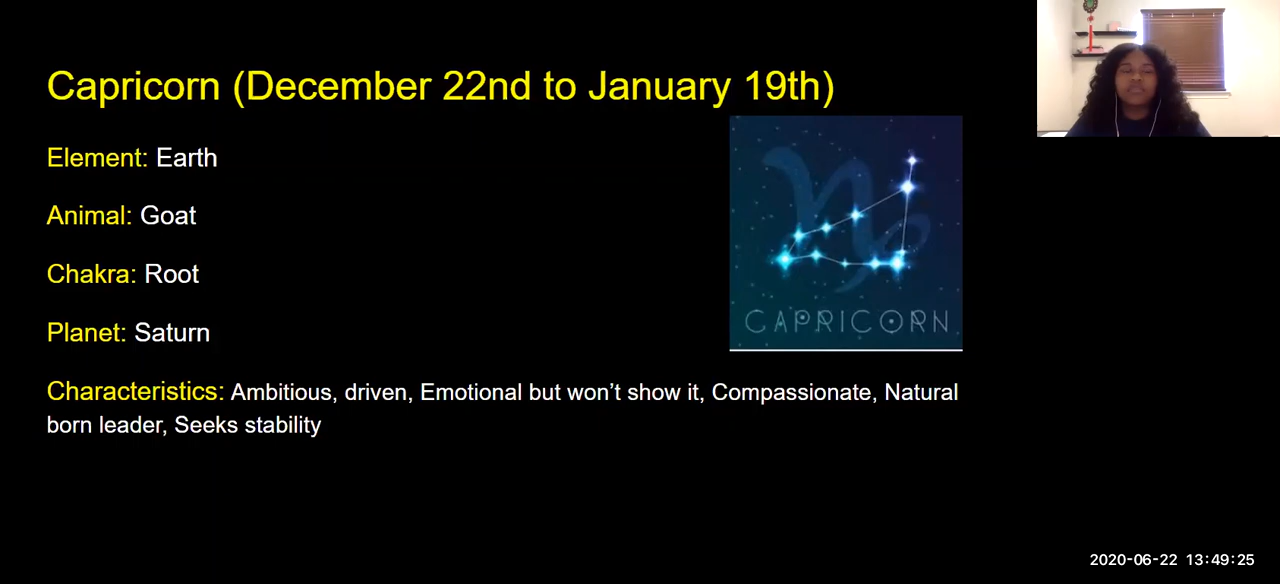 Capricorn (December 22nd to January 19th)
Element: Earth
Animal: Goat
Chakra: Root
Planet: Saturn
CAPRICORN
Characteristics: Ambitious, driven, Emotional but won’t show it, Compassionate, Natural
born leader, Seeks stability
2020-06-22 13:49:25